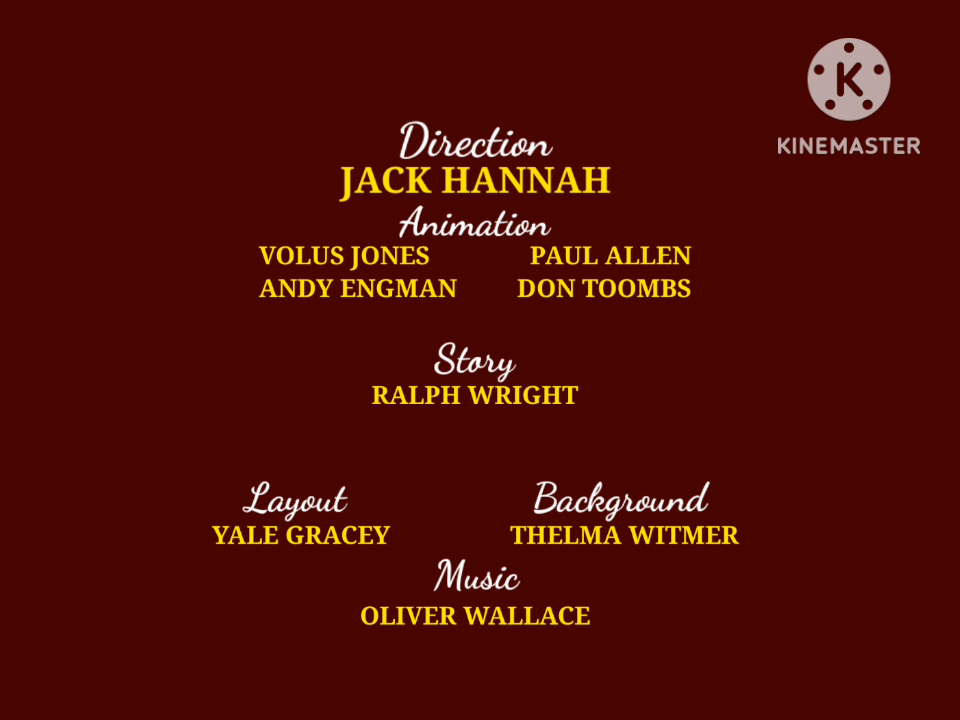 K
KINEMASTER
Direction
JACK HANNAH
Animation
VOLUS JONES PAUL ALLEN
ANDY ENGMAN DON TOOMBS
Story
RALPH WRIGHT
Layout Background
YALE GRACEY THELMA WITMER
Music
OLIVER WALLACE